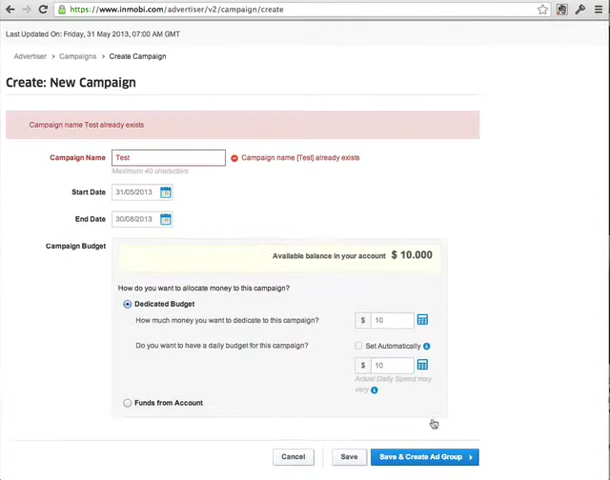 https://www.inmobi.com/advertiser/v2/campaign/create
Last Updated On: Friday, 31 May 2013, 07:00 AM GMT
Advertiser > Campaigns > Create Campaign
Create: New Campaign
Campaign name Test already exists
Campaign Name Test Campaign name [Test] already exists
Maximum 40 characters
Start Date 31/05/2013
End Date 30/08/2013
Campaign Budget
Available balance in your account $ 10.000
How do you want to allocate money to this campaign?
Dedicated Budget
How much money you want to dedicate to this campaign? $ 10
Do you want to have a daily budget for this campaign? Set Automatically
$ 10
Actual Daily Spend may
very
Funds from Account
Cancel Save Save & Create Ad Group